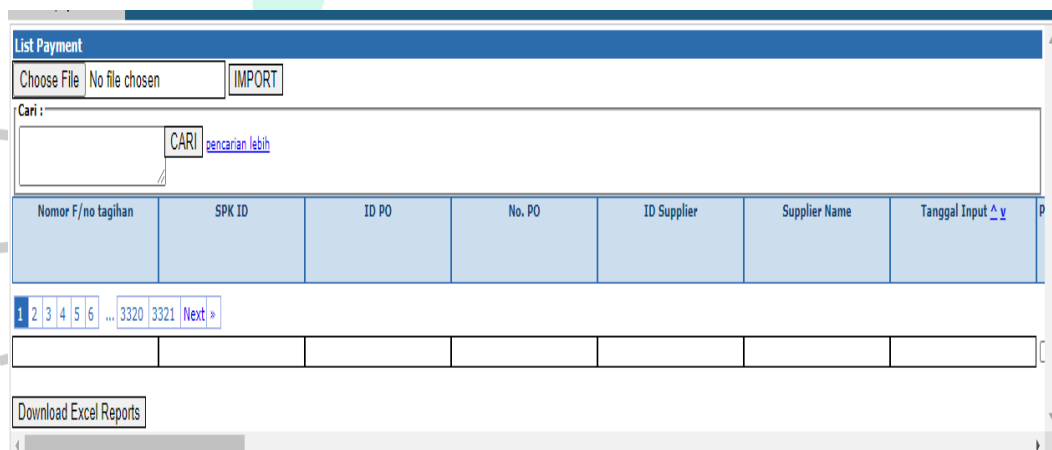 List Payment
Choose File No file chosen IMPORT
Cari :
CARI pencarian lebih
Nomor F/no tagihan SPK ID ID PO No. PO ID Supplier Supplier Name Tanggal Input ^ v P
1 2 3 4 5 6 ... 3320 3321 Next »
Download Excel Reports